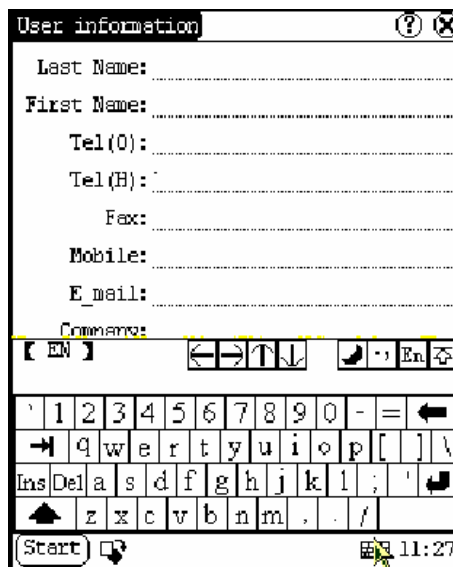 User information ?
Last Name:
First Name:
Tel(O):
Tel(H):
Fax:
Mobile:
E_mail:
Company:
[ EN ] ← → ↑ ↓ ·, En
` 1 2 3 4 5 6 7 8 9 0 - =
q w e r t y u i o p [ ] \
Ins Del a s d f g h j k l ; '
z x c v b n m , . /
Start 11:27